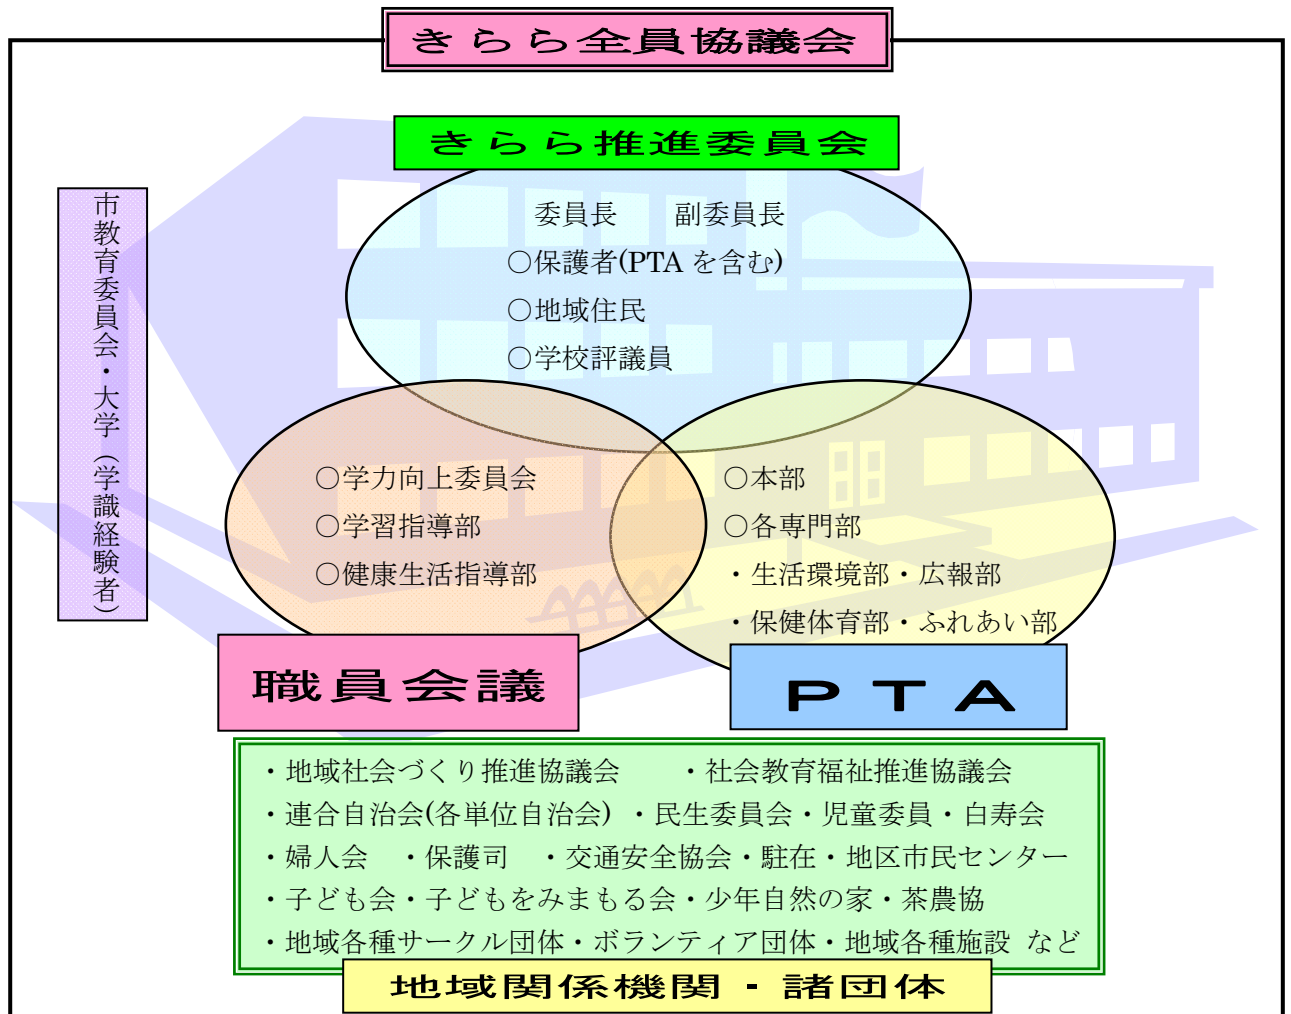 きらら全員協議会
きらら推進委員会
市教育委員会・大学（学識経験者）
委員長　　副委員長
○保護者(PTA を含む)
○地域住民
○学校評議員
○学力向上委員会
○学習指導部
○健康生活指導部
職員会議
○本部
○各専門部
・生活環境部・広報部
・保健体育部・ふれあい部
ＰＴＡ
・地域社会づくり推進協議会　　・社会教育福祉推進協議会
・連合自治会(各単位自治会) ・民生委員会・児童委員・白寿会
・婦人会　・保護司　・交通安全協会・駐在・地区市民センター
・子ども会・子どもをみまもる会・少年自然の家・茶農協
・地域各種サークル団体・ボランティア団体・地域各種施設 など
地域関係機関・諸団体